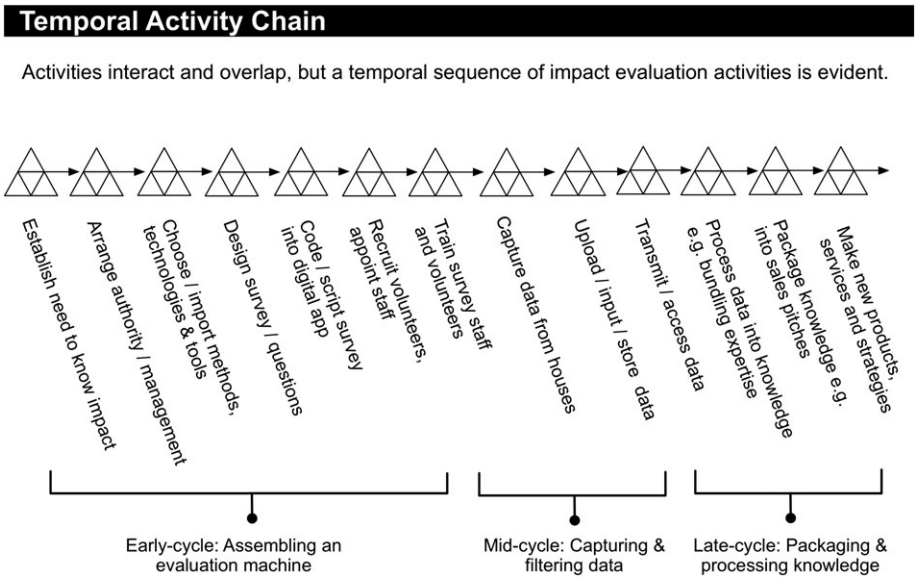 Temporal Activity Chain
Activities interact and overlap, but a temporal sequence of impact evaluation activities is evident.
Establish need to know impact
Arrange authority / management
Choose / import methods,
technologies & tools
Design survey / questions
Code / script survey
into digital app
Recruit volunteers,
appoint staff
Train survey staff
and volunteers
Capture data from houses
Upload / input / store data
Transmit / access data
Process data into knowledge
e.g. bundling expertise
Package knowledge e.g.
into sales pitches
Make new products,
services and strategies
Early-cycle: Assembling an
evaluation machine
Mid-cycle: Capturing &
filtering data
Late-cycle: Packaging &
processing knowledge